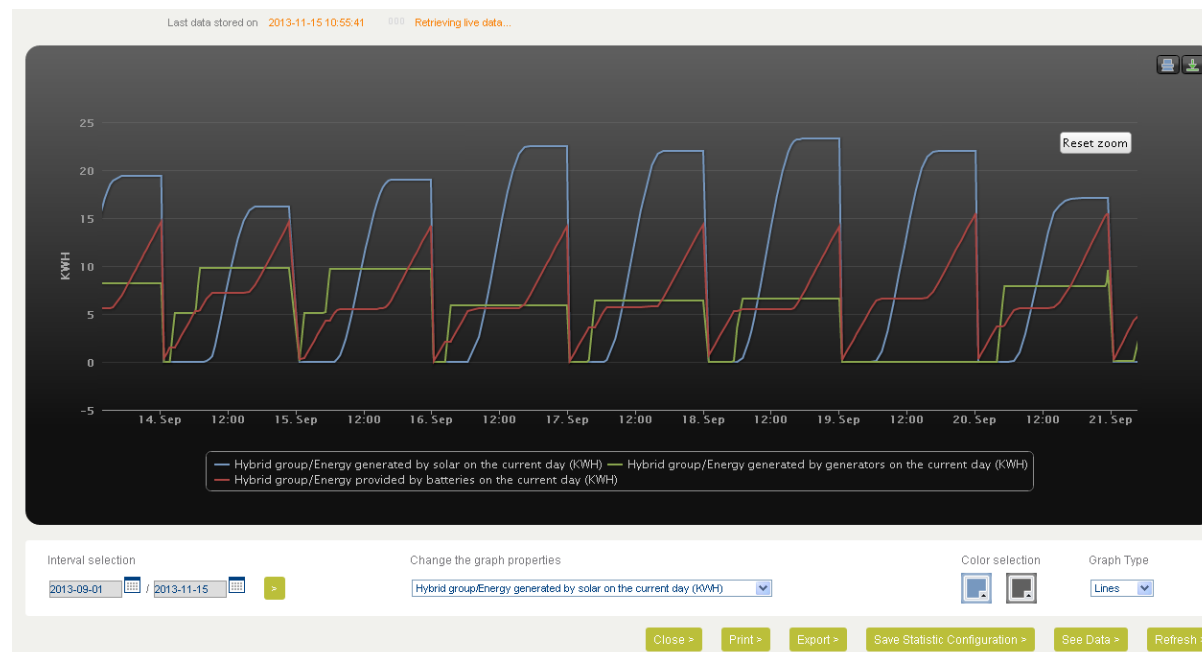 Last data stored on 2013-11-15 10:55:41 Retrieving live data...
25
Reset zoom
20
15
10
5
0
-5
KWH
14. Sep 12:00 15. Sep 12:00 16. Sep 12:00 17. Sep 12:00 18. Sep 12:00 19. Sep 12:00 20. Sep 12:00 21. Sep
Hybrid group/Energy generated by solar on the current day (KWH) Hybrid group/Energy generated by generators on the current day (KWH)
Hybrid group/Energy provided by batteries on the current day (KWH)
Interval selection Change the graph properties Color selection Graph Type
2013-09-01 / 2013-11-15 > Hybrid group/Energy generated by solar on the current day (KWH) Lines
Close > Print > Export > Save Statistic Configuration > See Data > Refresh >